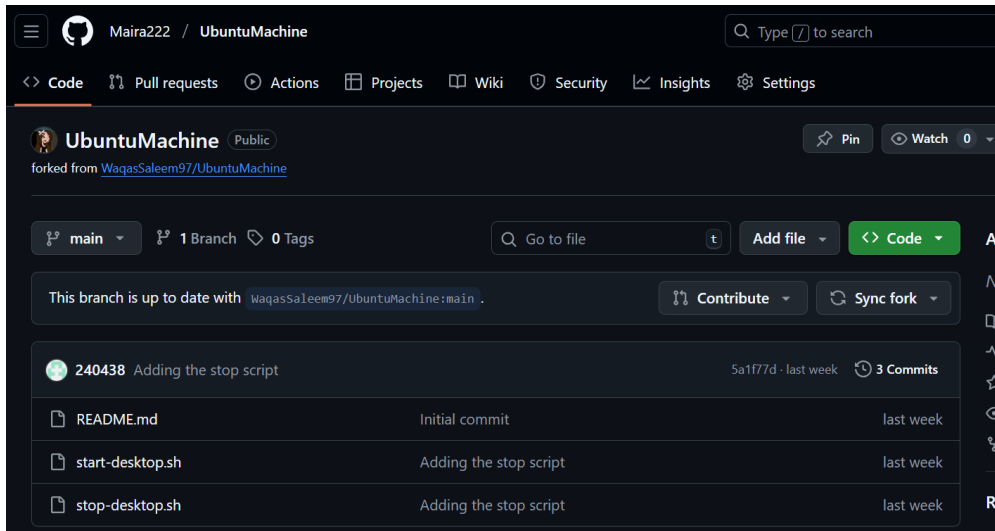 Maira222 / UbuntuMachine
Type / to search
Code Pull requests Actions Projects Wiki Security Insights Settings
UbuntuMachine Public
Pin Watch 0
forked from WaqasSaleem97/UbuntuMachine
main 1 Branch 0 Tags Go to file t Add file Code
This branch is up to date with WaqasSaleem97/UbuntuMachine:main . Contribute Sync fork
240438 Adding the stop script 5a1f77d · last week 3 Commits
README.md Initial commit last week
start-desktop.sh Adding the stop script last week
stop-desktop.sh Adding the stop script last week